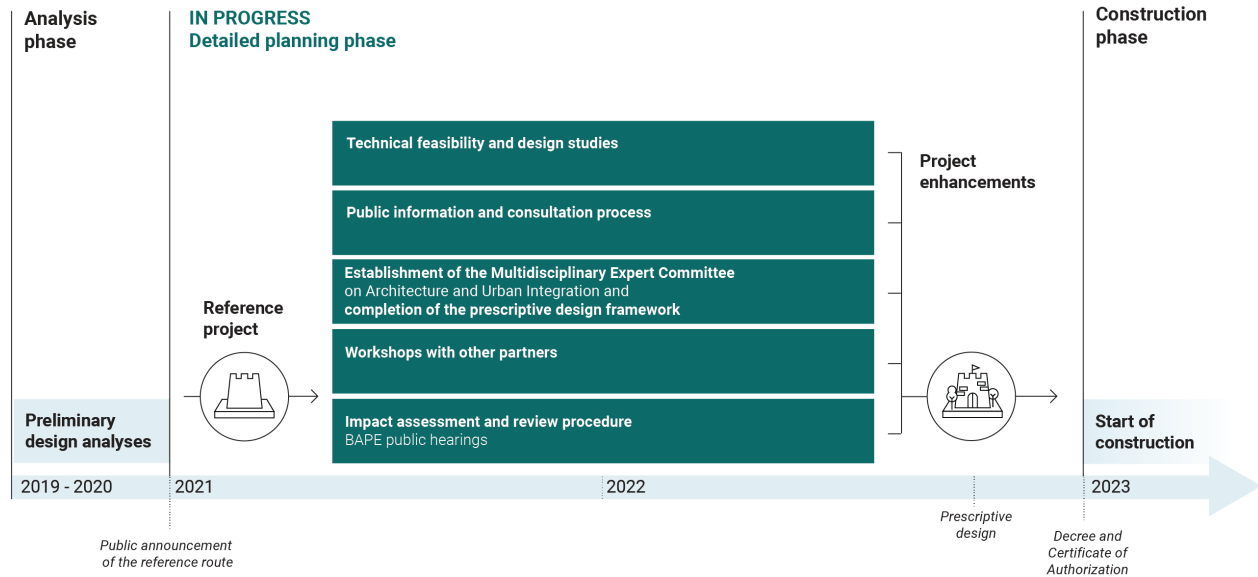 Analysis
phase
IN PROGRESS
Detailed planning phase
Construction
phase
Technical feasibility and design studies
Public information and consultation process
Establishment of the Multidisciplinary Expert Committee
on Architecture and Urban Integration and
completion of the prescriptive design framework
Workshops with other partners
Impact assessment and review procedure
BAPE public hearings
Project
enhancements
Reference
project
Preliminary
design analyses
Start of
construction
2019 - 2020
2021
2022
2023
Public announcement
of the reference route
Prescriptive
design
Decree and
Certificate of
Authorization